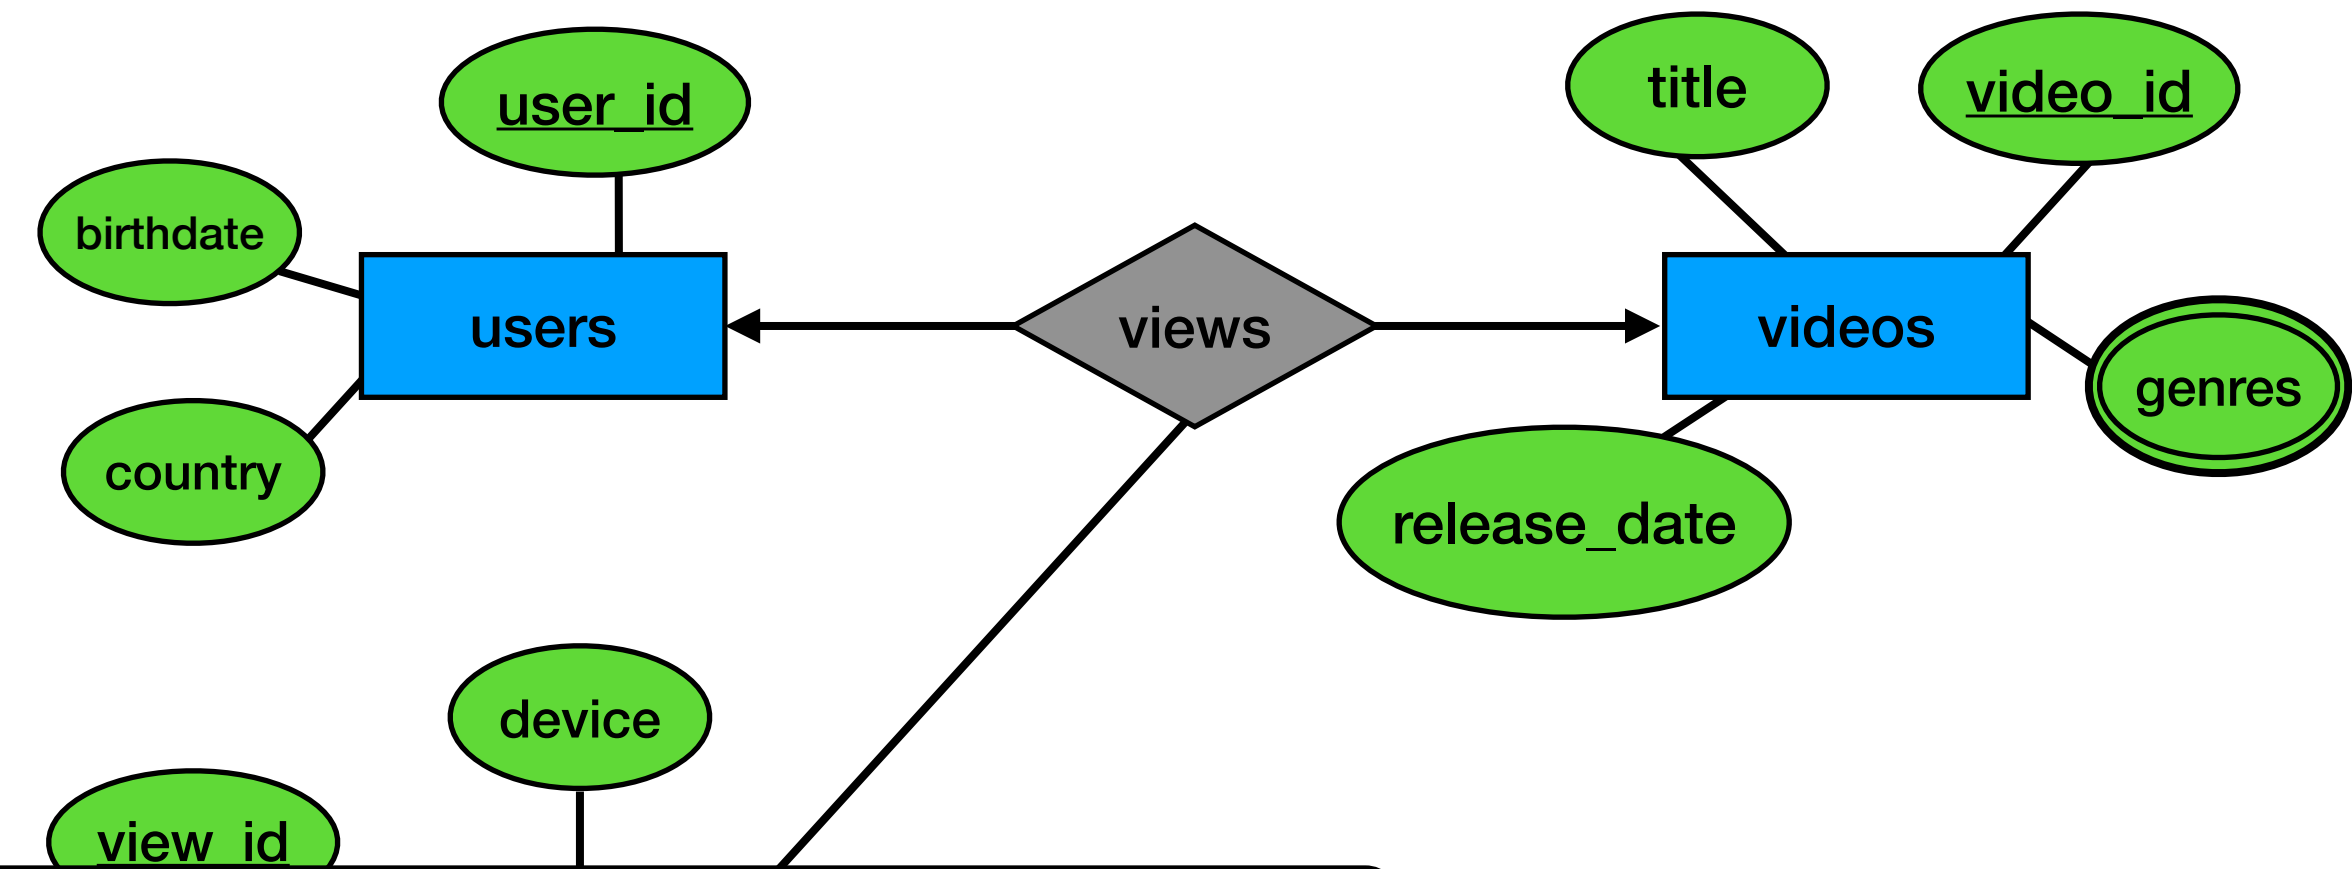 user_id
title
video_id
birthdate
users
views
videos
genres
country
release_date
device
view_id